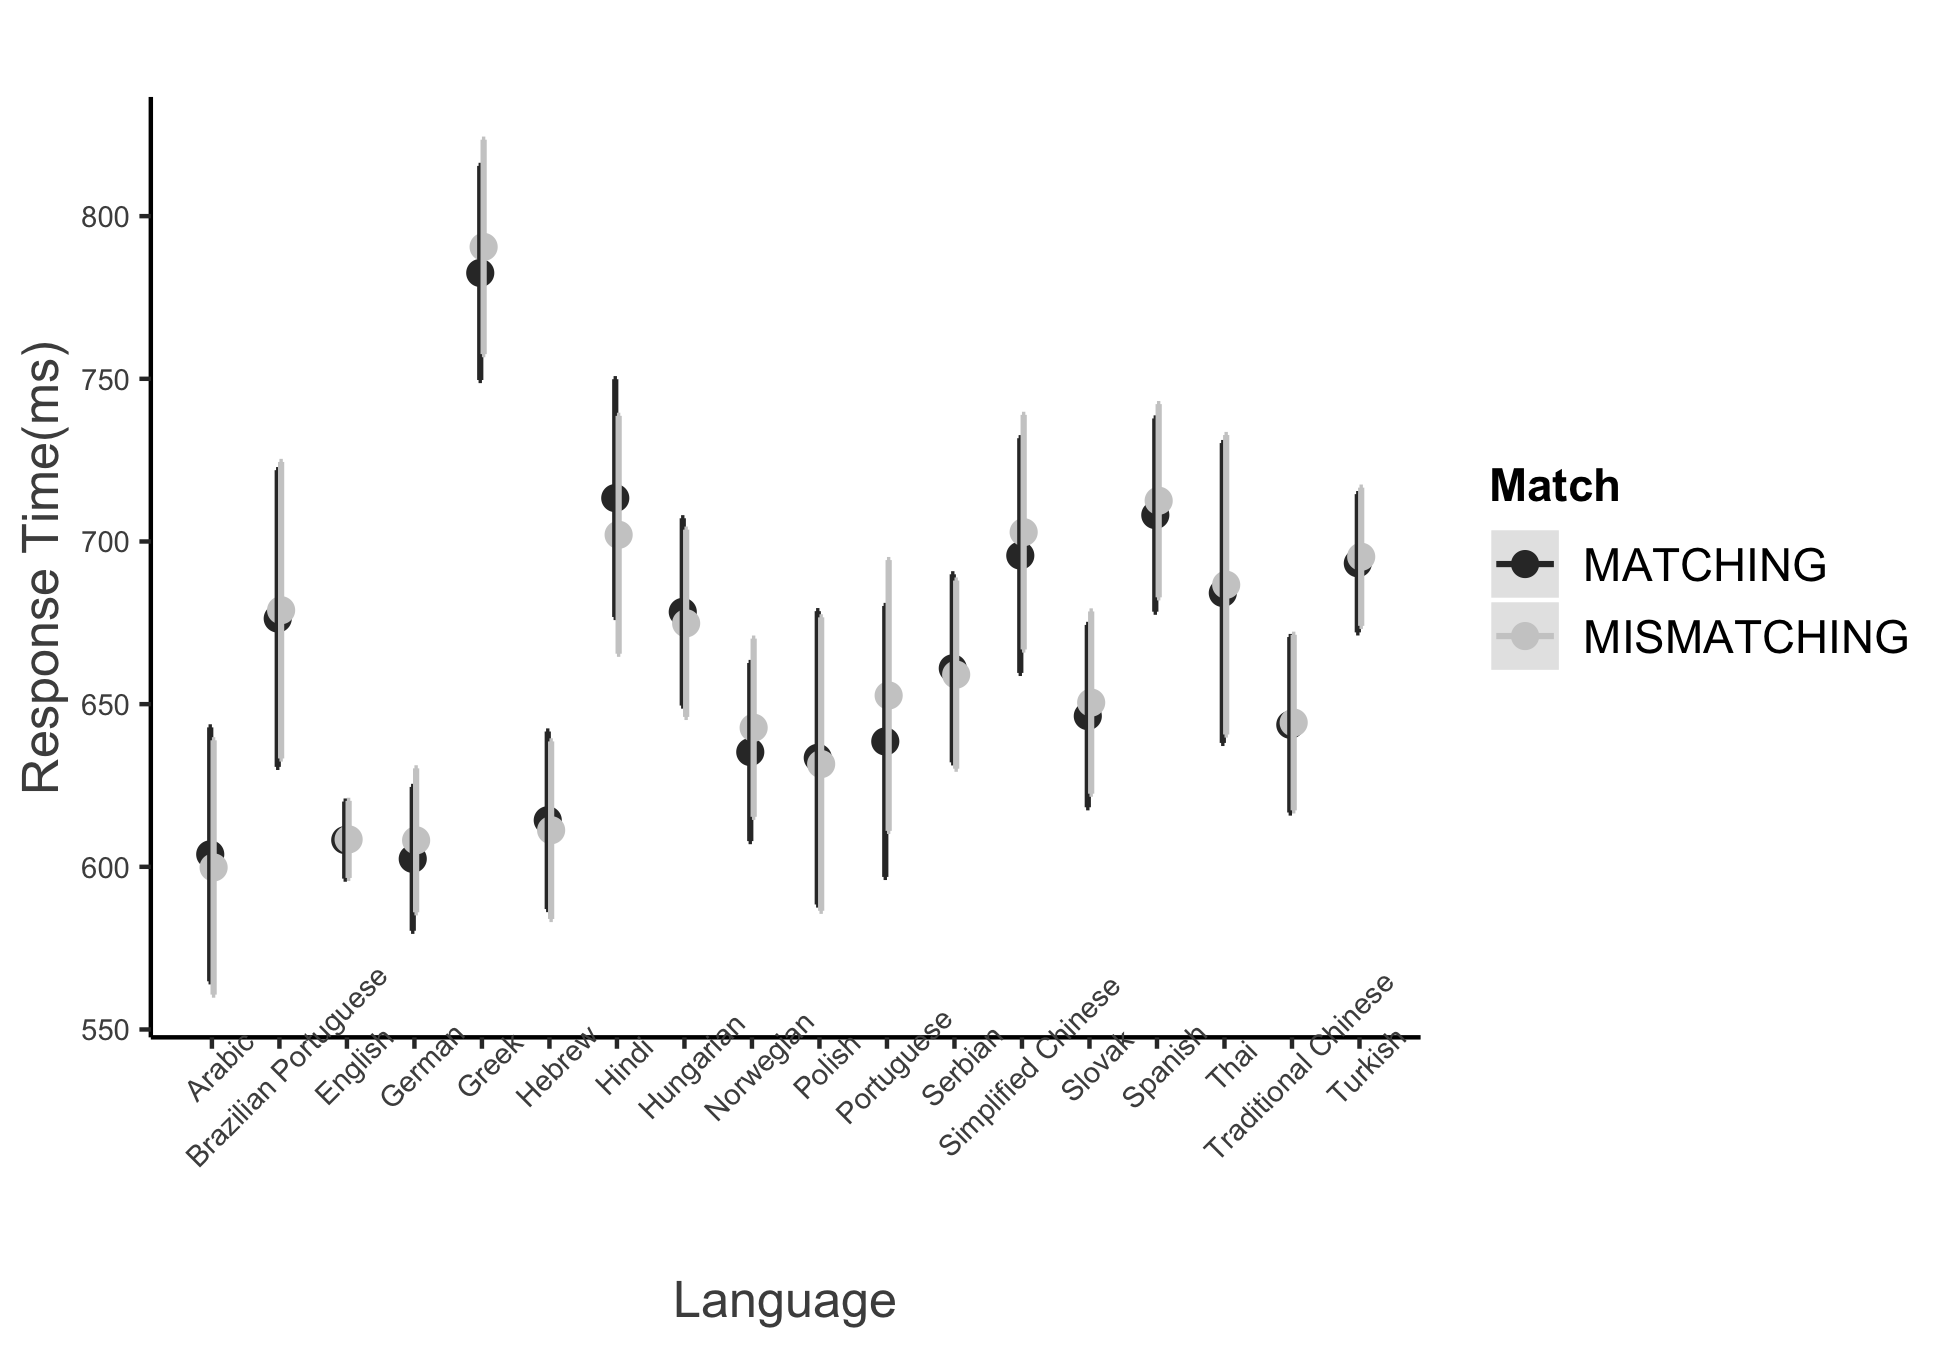 800
750
700
650
600
550
Response Time(ms)
Arabic
Brazilian Portuguese
English
German
Greek
Hebrew
Hindi
Hungarian
Norwegian
Polish
Portuguese
Serbian
Simplified Chinese
Slovak
Spanish
Thai
Traditional Chinese
Turkish
Language
Match
MATCHING
MISMATCHING